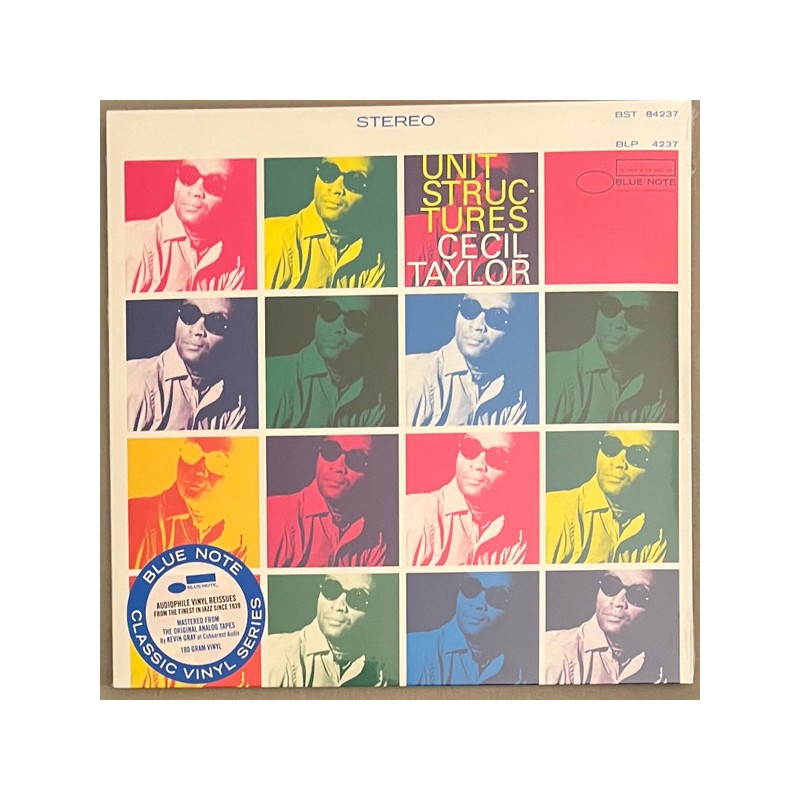 STEREO
BST 84237
BLP 4237
UNIT
STRUC-
TURES
CECIL
TAYLOR
BLUE NOTE
BLUE NOTE
BLUE NOTE
AUDIOPHILE VINYL REISSUES
FROM THE FINEST IN JAZZ SINCE 1939
MASTERED FROM
THE ORIGINAL ANALOG TAPES
By KEVIN GRAY at Cohearent Audio
180 GRAM VINYL
CLASSIC VINYL SERIES